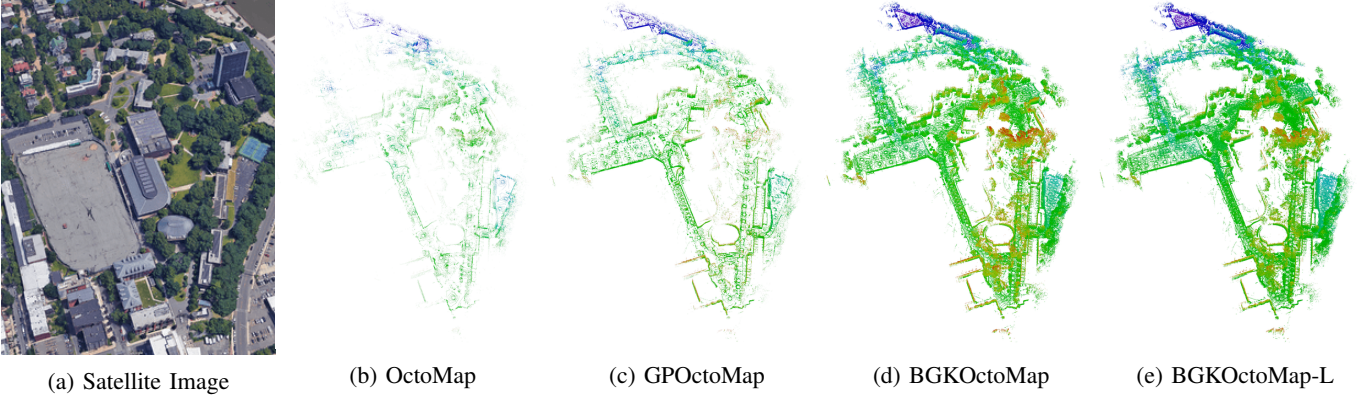 (a) Satellite Image
(b) OctoMap
(c) GPOctoMap
(d) BGKOctoMap
(e) BGKOctoMap-L